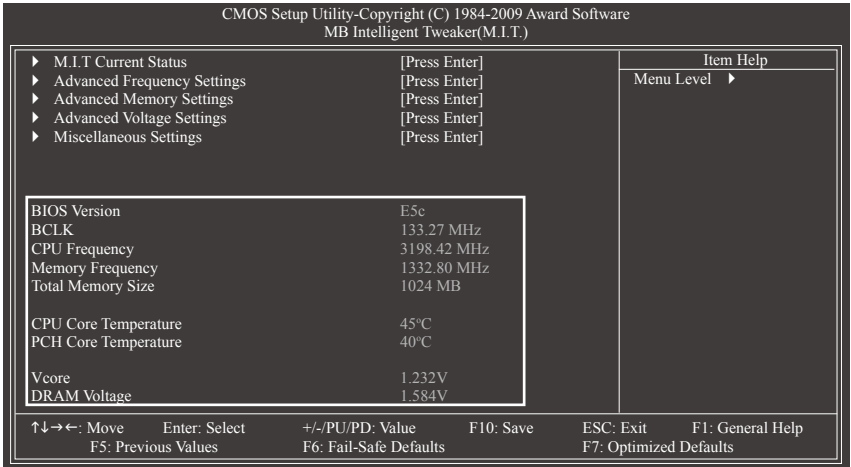 CMOS Setup Utility-Copyright (C) 1984-2009 Award Software
MB Intelligent Tweaker(M.I.T.)
M.I.T Current Status [Press Enter]
Advanced Frequency Settings [Press Enter]
Advanced Memory Settings [Press Enter]
Advanced Voltage Settings [Press Enter]
Miscellaneous Settings [Press Enter]
Item Help
Menu Level
BIOS Version E5c
BCLK 133.27 MHz
CPU Frequency 3198.42 MHz
Memory Frequency 1332.80 MHz
Total Memory Size 1024 MB
CPU Core Temperature 45ºC
PCH Core Temperature 40ºC
Vcore 1.232V
DRAM Voltage 1.584V
↑↓→←: Move Enter: Select +/-/PU/PD: Value F10: Save ESC: Exit F1: General Help
F5: Previous Values F6: Fail-Safe Defaults F7: Optimized Defaults